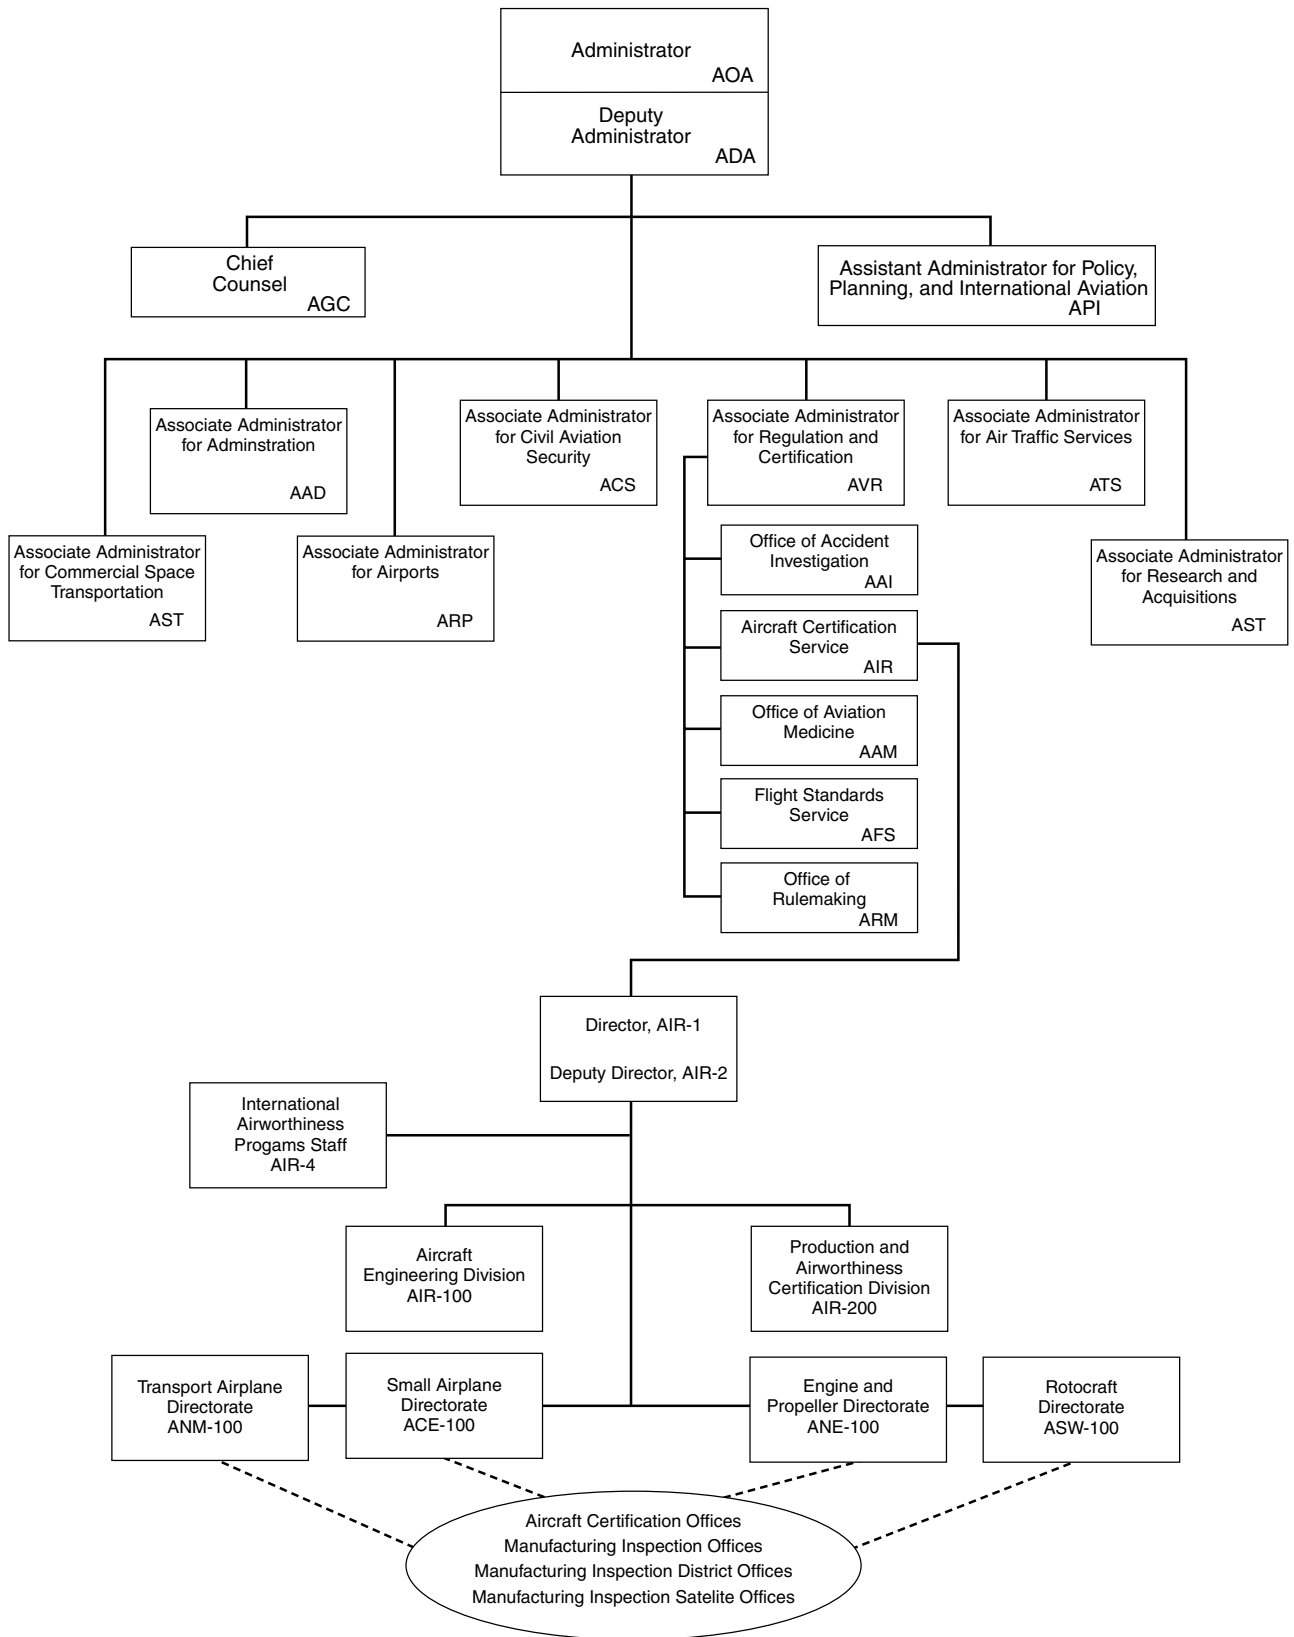 Administrator
AOA
Deputy
Administrator
ADA
Chief
Counsel
AGC
Assistant Administrator for Policy,
Planning, and International Aviation
API
Associate Administrator
for Adminstration
AAD
Associate Administrator
for Civil Aviation
Security
ACS
Associate Administrator
for Regulation and
Certification
AVR
Associate Administrator
for Air Traffic Services
ATS
Associate Administrator
for Commercial Space
Transportation
AST
Associate Administrator
for Airports
ARP
Associate Administrator
for Research and
Acquisitions
AST
Office of Accident
Investigation
AAI
Aircraft Certification
Service
AIR
Office of Aviation
Medicine
AAM
Flight Standards
Service
AFS
Office of
Rulemaking
ARM
Director, AIR-1
Deputy Director, AIR-2
International
Airworthiness
Progams Staff
AIR-4
Aircraft
Engineering Division
AIR-100
Production and
Airworthiness
Certification Division
AIR-200
Transport Airplane
Directorate
ANM-100
Small Airplane
Directorate
ACE-100
Engine and
Propeller Directorate
ANE-100
Rotocraft
Directorate
ASW-100
Aircraft Certification Offices
Manufacturing Inspection Offices
Manufacturing Inspection District Offices
Manufacturing Inspection Satelite Offices